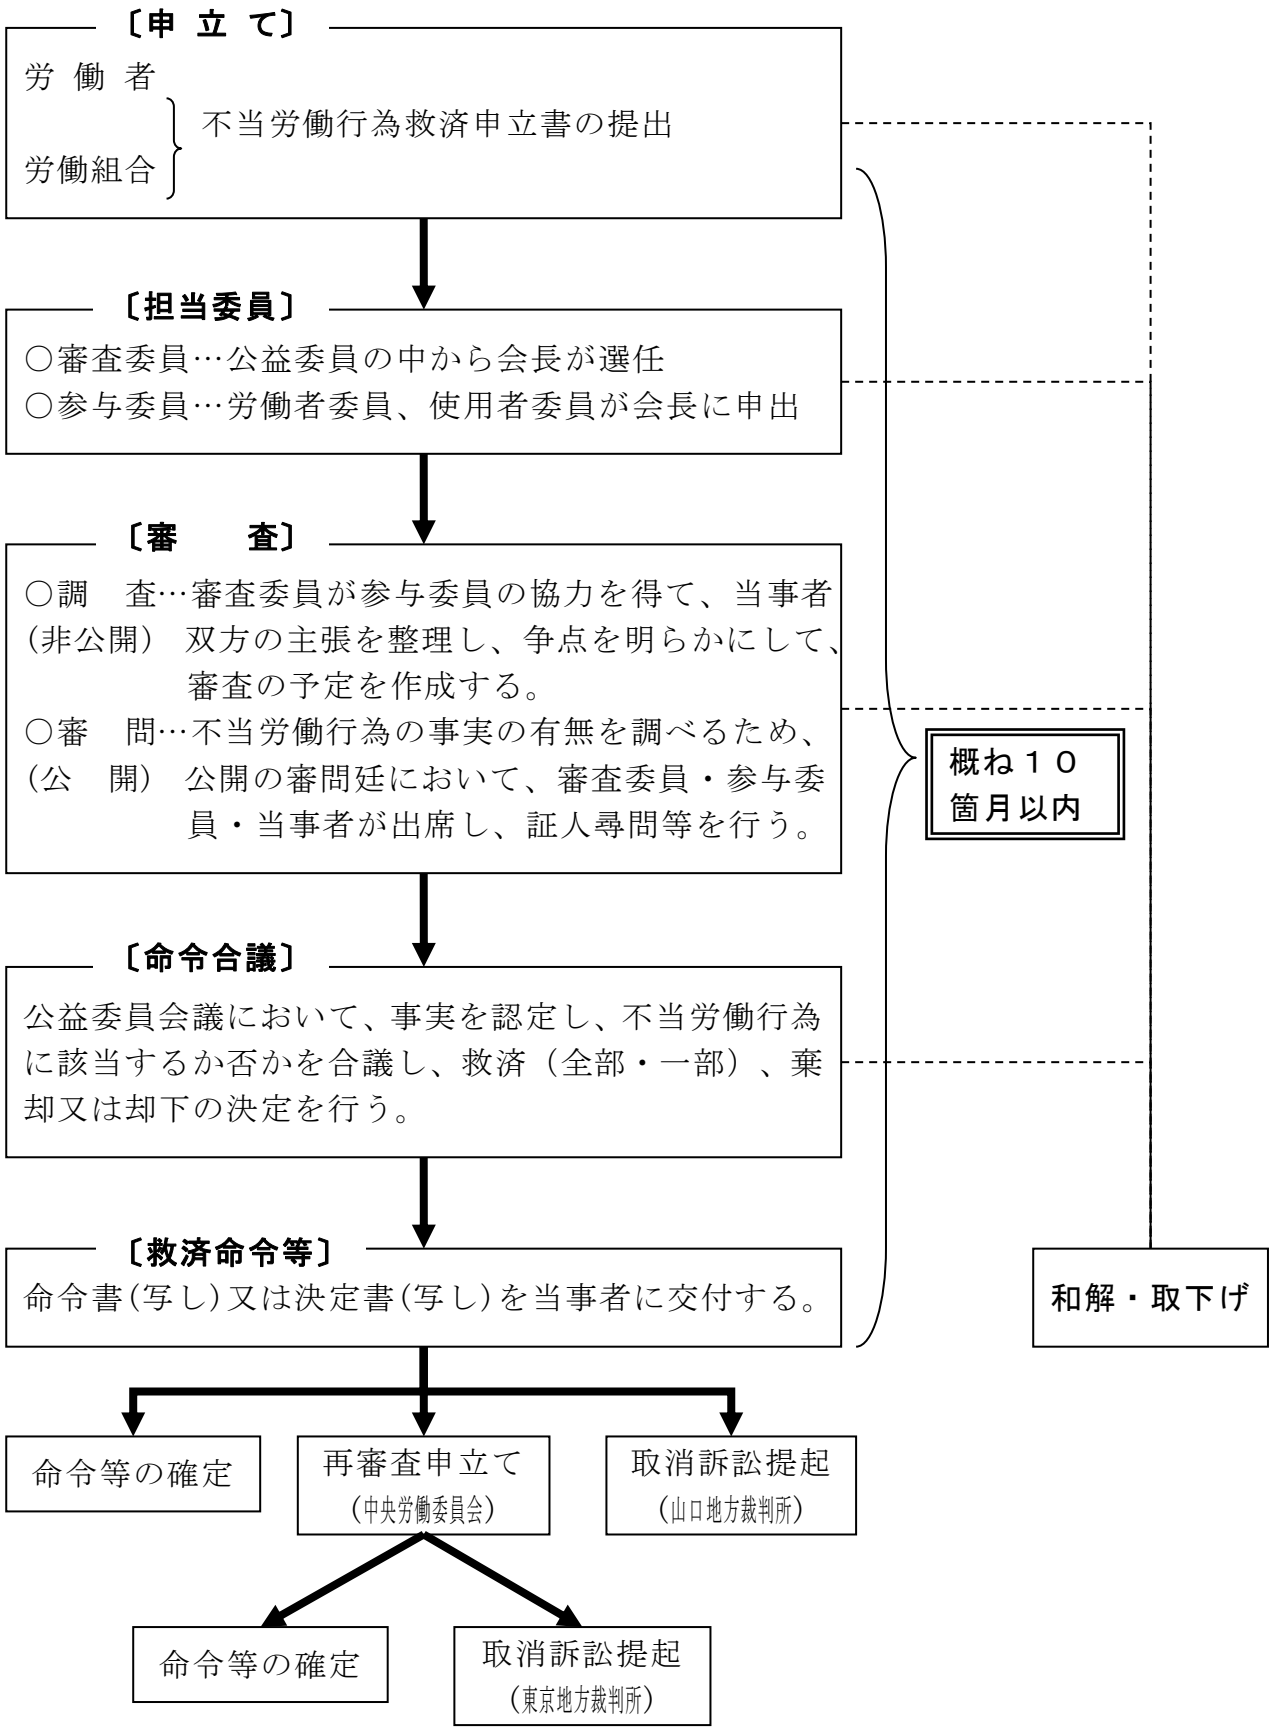 〔申 立 て〕
労 働 者
不当労働行為救済申立書の提出
労働組合
〔担当委員〕
○審査委員…公益委員の中から会長が選任
○参与委員…労働者委員、使用者委員が会長に申出
〔審　　査〕
○調　査…審査委員が参与委員の協力を得て、当事者
(非公開) 双方の主張を整理し、争点を明らかにして、
審査の予定を作成する。
○審　問…不当労働行為の事実の有無を調べるため、
(公　開) 公開の審問廷において、審査委員・参与委
員・当事者が出席し、証人尋問等を行う。
概ね１０
箇月以内
〔命令合議〕
公益委員会議において、事実を認定し、不当労働行為
に該当するか否かを合議し、救済（全部・一部）、棄
却又は却下の決定を行う。
〔救済命令等〕
命令書(写し)又は決定書(写し)を当事者に交付する。
和解・取下げ
命令等の確定
再審査申立て
(中央労働委員会)
取消訴訟提起
(山口地方裁判所)
命令等の確定
取消訴訟提起
(東京地方裁判所)